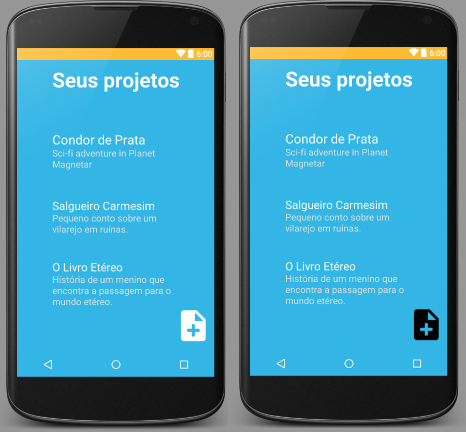 6:00
Seus projetos
Condor de Prata
Sci-fi adventure in Planet
Magnetar
Salgueiro Carmesim
Pequeno conto sobre um
vilarejo em ruínas.
O Livro Etéreo
História de um menino que
encontra a passagem para o
mundo etéreo.
6:00
Seus projetos
Condor de Prata
Sci-fi adventure in Planet
Magnetar
Salgueiro Carmesim
Pequeno conto sobre um
vilarejo em ruínas.
O Livro Etéreo
História de um menino que
encontra a passagem para o
mundo etéreo.